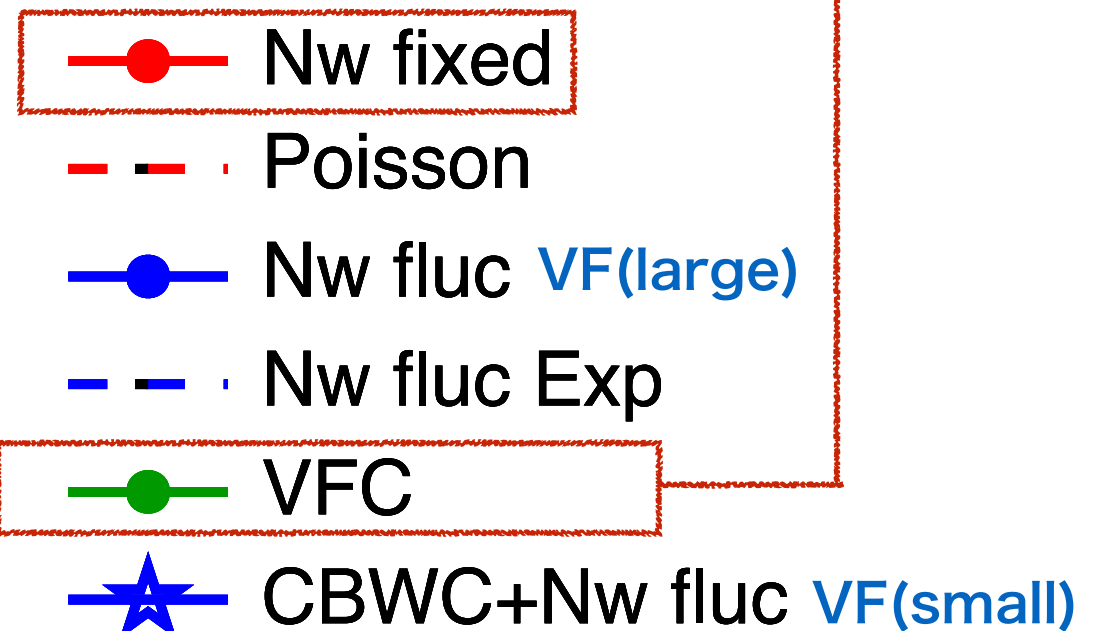 Nw fixed
Poisson
Nw fluc VF(large)
Nw fluc Exp
VFC
CBWC+Nw fluc VF(small)